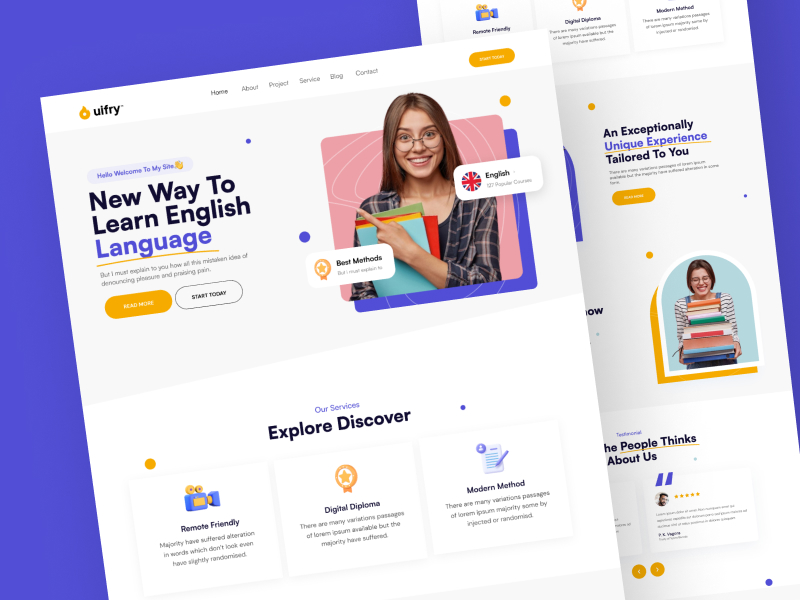 uifry™
Home About Project Service Blog Contact
START TODAY
Hello Welcome To My Site👋
New Way To
Learn English
Language
But I must explain to you how all this mistaken idea of
denouncing pleasure and praising pain.
READ MORE
START TODAY
English
127 Popular Courses
Best Methods
But i must explain to
Our Services
Explore Discover
Remote Friendly
Majority have suffered alteration
in words which don't look even
have slightly randomised.
Digital Diploma
There are many variations passages
of lorem ipsum available but the
majority have suffered.
Modern Method
There are many variations passages
of lorem ipsum majority some by
injected or randomised.
Remote Friendly
Digital Diploma
There are many variations passages
of lorem ipsum available but the
majority have suffered.
Modern Method
There are many variations passages
of lorem ipsum majority some by
injected or randomised
An Exceptionally
Unique Experience
Tailored To You
There are many variations passages of lorem ipsum
available but the majority have suffered alteration in some
form.
READ MORE
Testimonial
he People Thinks
About Us